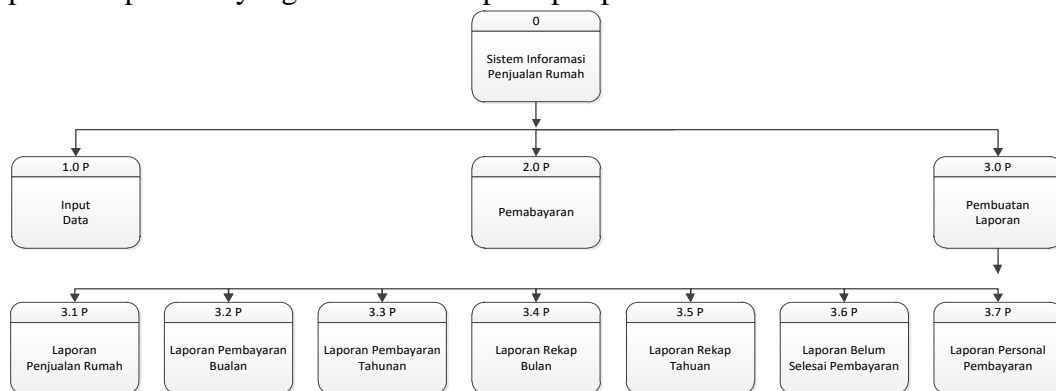 0
Sistem Inforamasi
Penjualan Rumah
1.0 P
Input
Data
2.0 P
Pemabayaran
3.0 P
Pembuatan
Laporan
3.1 P
Laporan
Penjualan Rumah
3.2 P
Laporan Pembayaran
Bualan
3.3 P
Laporan Pembayaran
Tahunan
3.4 P
Laporan Rekap
Bulan
3.5 P
Laporan Rekap
Tahuan
3.6 P
Laporan Belum
Selesai Pembayaran
3.7 P
Laporan Personal
Pembayaran